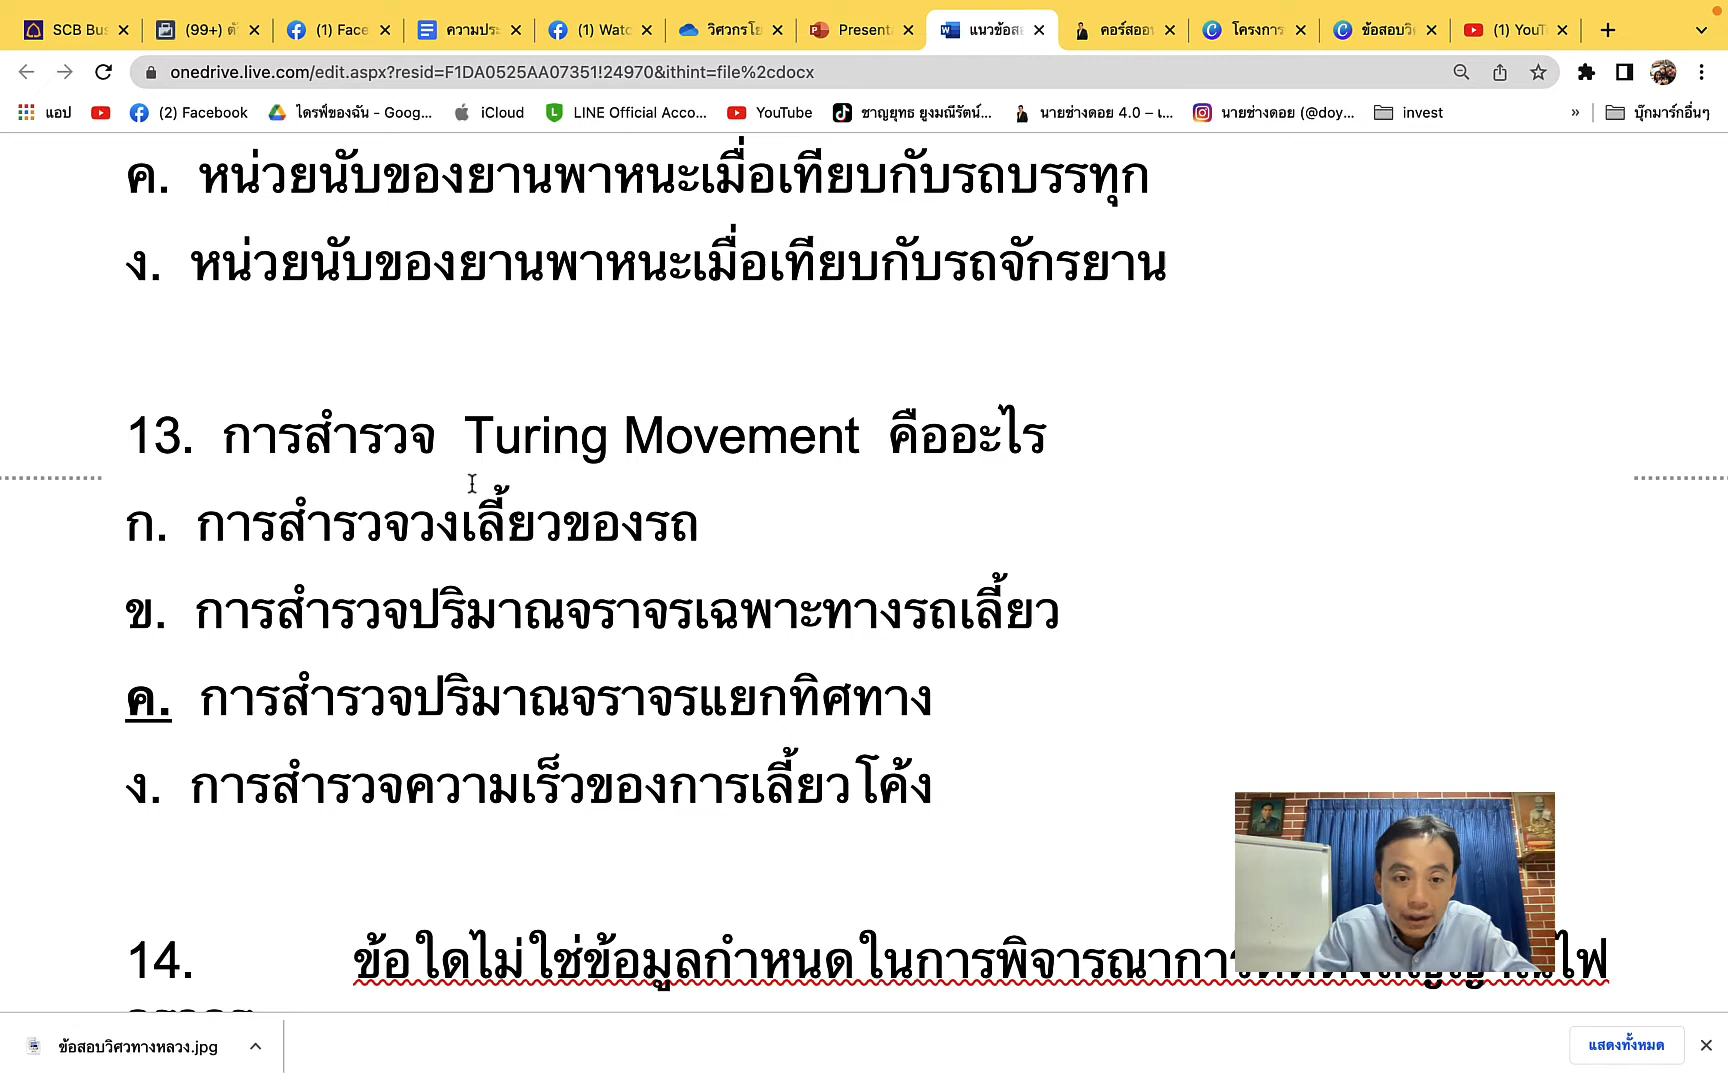 SCB Bus
(99+) ตั
(1) Face
ความประ
(1) Watc
วิศวกรโย
Present
แนวข้อส
คอร์สออ
โครงการ
ข้อสอบวิ
(1) YouT
onedrive.live.com/edit.aspx?resid=F1DA0525AA07351!24970&ithint=file%2cdocx
แอป
(2) Facebook
ไดรฟ์ของฉัน - Goog...
iCloud
LINE Official Acco...
YouTube
ชาญยุทธ ยูงมณีรัตน์...
นายช่างดอย 4.0 – เ...
นายช่างดอย (@doy...
invest
»
บุ๊กมาร์กอื่นๆ
ค. หน่วยนับของยานพาหนะเมื่อเทียบกับรถบรรทุก
ง. หน่วยนับของยานพาหนะเมื่อเทียบกับรถจักรยาน
13. การสำรวจ Turing Movement คืออะไร
ก. การสำรวจวงเลี้ยวของรถ
ข. การสำรวจปริมาณจราจรเฉพาะทางรถเลี้ยว
ค. การสำรวจปริมาณจราจรแยกทิศทาง
ง. การสำรวจความเร็วของการเลี้ยวโค้ง
14. ข้อใดไม่ใช่ข้อมูลกำหนดในการพิจารณาการ
ไฟ
ข้อสอบวิศวทางหลวง.jpg
แสดงทั้งหมด